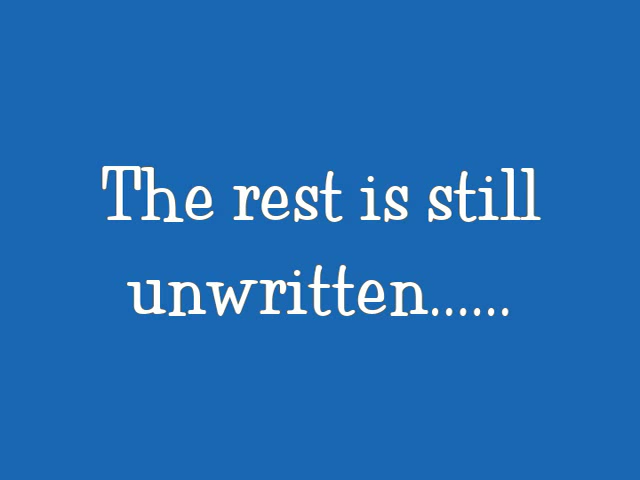 The rest is still
unwritten......